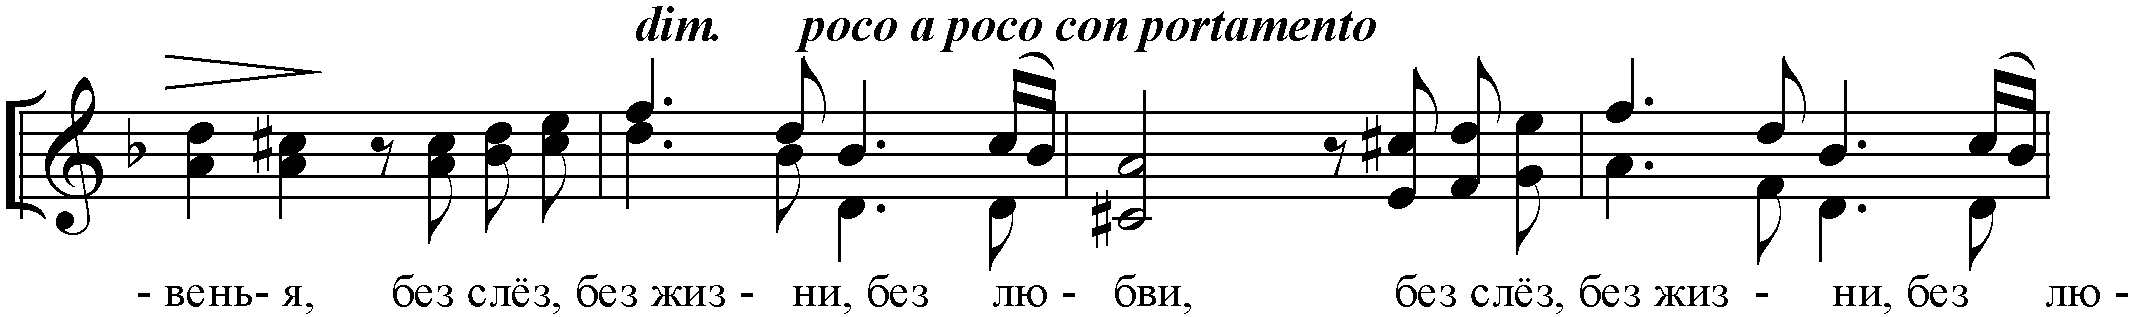 dim. poco a poco con portamento
- вень- я, без слёз, без жиз - ни, без лю - бви, без слёз, без жиз - ни, без лю -